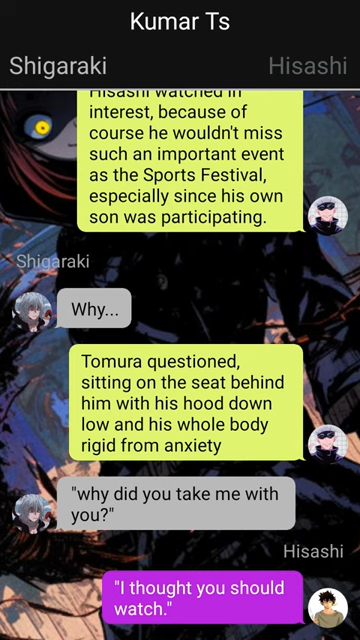 Kumar Ts
Shigaraki
Hisashi
Hisashi watched in
interest, because of
course he wouldn't miss
such an important event
as the Sports Festival,
especially since his own
son was participating.
Shigaraki
Why...
Tomura questioned,
sitting on the seat behind
him with his hood down
low and his whole body
rigid from anxiety
"why did you take me with
you?"
Hisashi
"I thought you should
watch."